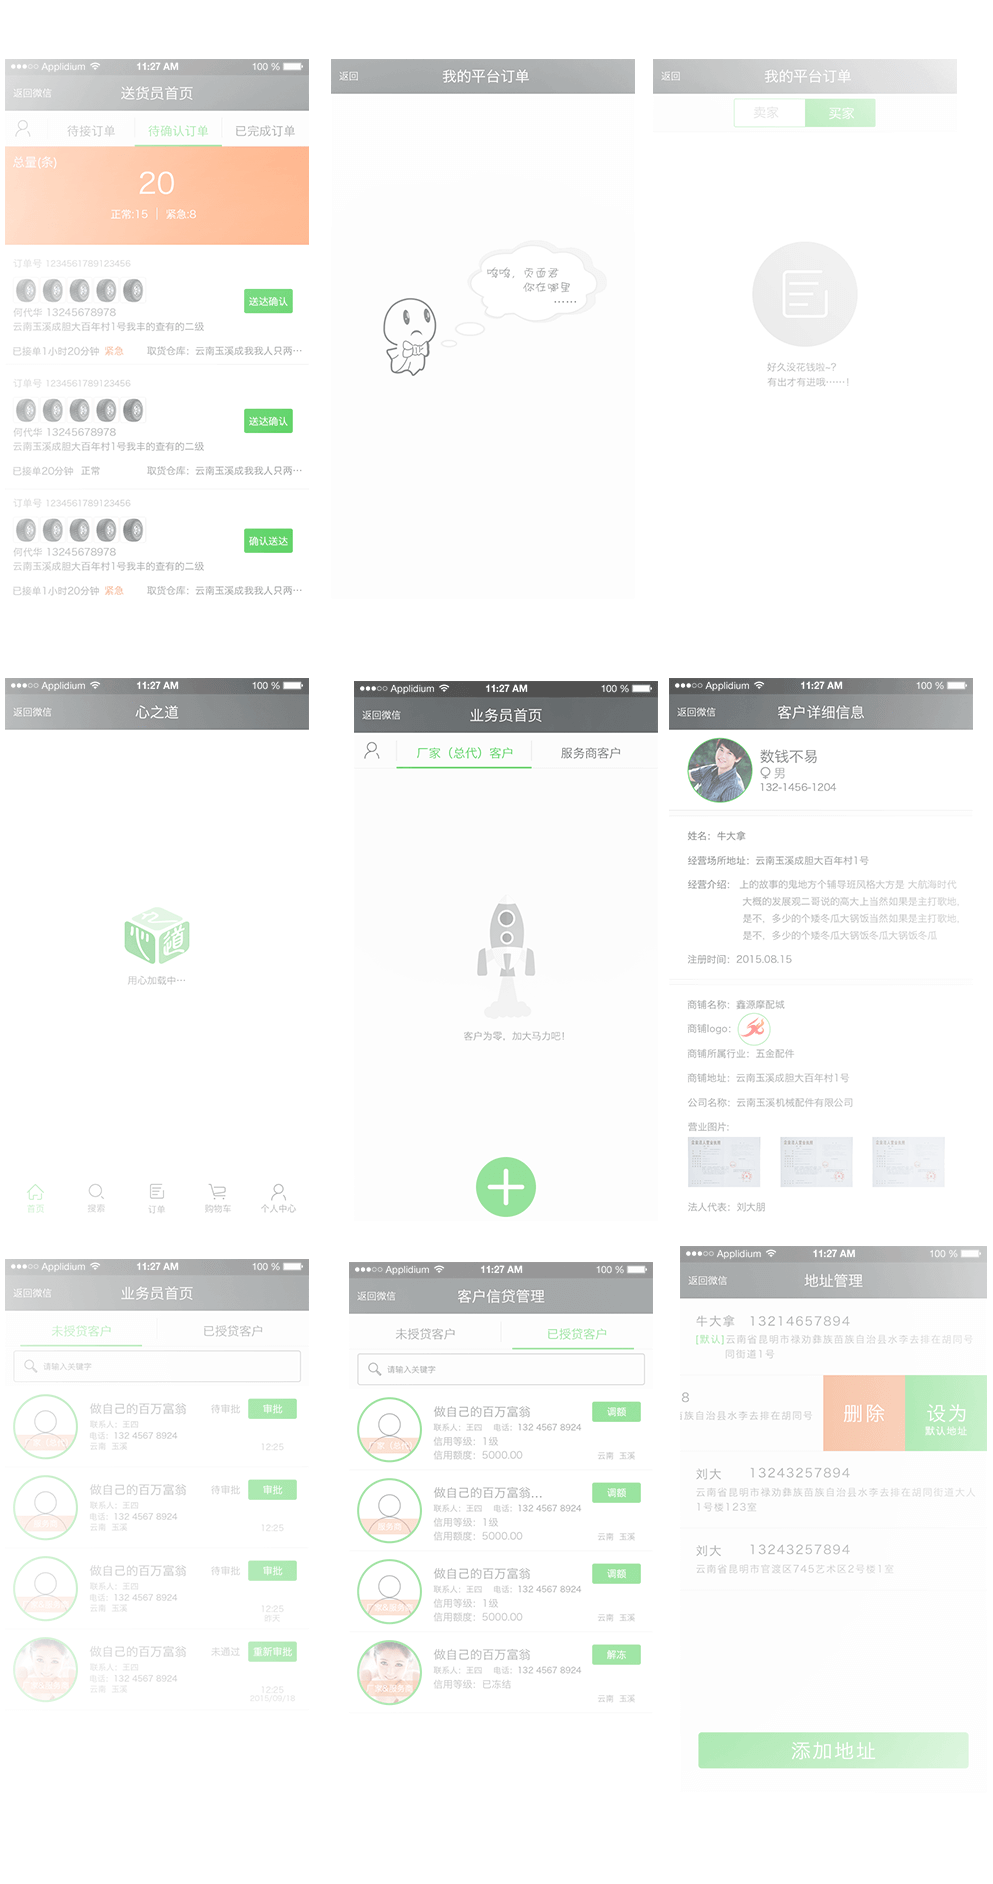 ●●●○○ Applidium 11:27 AM 100 %
返回微信 送货员首页
待接订单 待确认订单 已完成订单
总量(条)
20
正常:15 | 紧急:8
订单号 1234561789123456
何代华 13245678978
送达确认
云南玉溪成胆大百年村1号我丰的查有的二级
已接单1小时20分钟 紧急 取货仓库：云南玉溪成我我人只两…
订单号 1234561789123456
何代华 13245678978
送达确认
云南玉溪成胆大百年村1号我丰的查有的二级
已接单20分钟 正常 取货仓库：云南玉溪成我我人只两…
订单号 1234561789123456
何代华 13245678978
确认送达
云南玉溪成胆大百年村1号我丰的查有的二级
已接单1小时20分钟 紧急 取货仓库：云南玉溪成我我人只两…
返回 我的平台订单
咦咦，页面君
你在哪里
……
返回 我的平台订单
卖家 买家
好久没花钱啦~?
有出才有进哦……!
●●●○○ Applidium 11:27 AM 100 %
返回微信 心之道
心 之 道
用心加载中…
首页 搜索 订单 购物车 个人中心
●●●○○ Applidium 11:27 AM 100 %
返回微信 业务员首页
厂家（总代）客户 服务商客户
客户为零，加大马力吧！
●●●○○ Applidium 11:27 AM 100 %
返回微信 客户详细信息
数钱不易
男
132-1456-1204
姓名：牛大拿
经营场所地址：云南玉溪成胆大百年村1号
经营介绍： 上的故事的鬼地方个辅导班风格大方是 大航海时代
大概的发展观二哥说的高大上当然如果是主打歌地，
是不，多少的个矮冬瓜大锅饭当然如果是主打歌地，
是不，多少的个矮冬瓜大锅饭冬瓜大锅饭冬瓜
注册时间：2015.08.15
商铺名称：鑫源摩配城
商铺logo：
商铺所属行业：五金配件
商铺地址：云南玉溪成胆大百年村1号
公司名称：云南玉溪机械配件有限公司
营业图片：
法人代表：刘大朋
●●●○○ Applidium 11:27 AM 100 %
返回微信 业务员首页
未授贷客户 已授贷客户
请输入关键字
做自己的百万富翁 待审批 审批
联系人：王四
电话：132 4567 8924
云南 玉溪 12:25
厂家（总代）
做自己的百万富翁 待审批 审批
联系人：王四
电话：132 4567 8924
云南 玉溪 12:25
服务商
做自己的百万富翁 待审批 审批
联系人：王四
电话：132 4567 8924
云南 玉溪 12:25
昨天
厂家&服务商
做自己的百万富翁 未通过 重新审批
联系人：王四
电话：132 4567 8924
云南 玉溪 12:25
2015/09/18
厂家&服务商
●●●○○ Applidium 11:27 AM 100 %
返回微信 客户信贷管理
未授贷客户 已授贷客户
请输入关键字
做自己的百万富翁 调额
联系人：王四 电话：132 4567 8924
信用等级：1级
信用额度：5000.00 云南 玉溪
厂家（总代）
做自己的百万富翁... 调额
联系人：王四 电话：132 4567 8924
信用等级：1级
信用额度：5000.00 云南 玉溪
服务商
做自己的百万富翁 调额
联系人：王四 电话：132 4567 8924
信用等级：1级
信用额度：5000.00 云南 玉溪
厂家&服务商
做自己的百万富翁 解冻
联系人：王四 电话：132 4567 8924
信用等级：已冻结
云南 玉溪
厂家&服务商
●●●○○ Applidium 11:27 AM 100 %
返回微信 地址管理
牛大拿 13214657894
[默认]云南省昆明市禄劝彝族苗族自治县水李去排在胡同号
同街道1号
8
苗族自治县水李去排在胡同号
删除 设为
默认地址
刘大 13243257894
云南省昆明市禄劝彝族苗族自治县水李去排在胡同街道大人
1号楼123室
刘大 13243257894
云南省昆明市官渡区745艺术区2号楼1室
添加地址